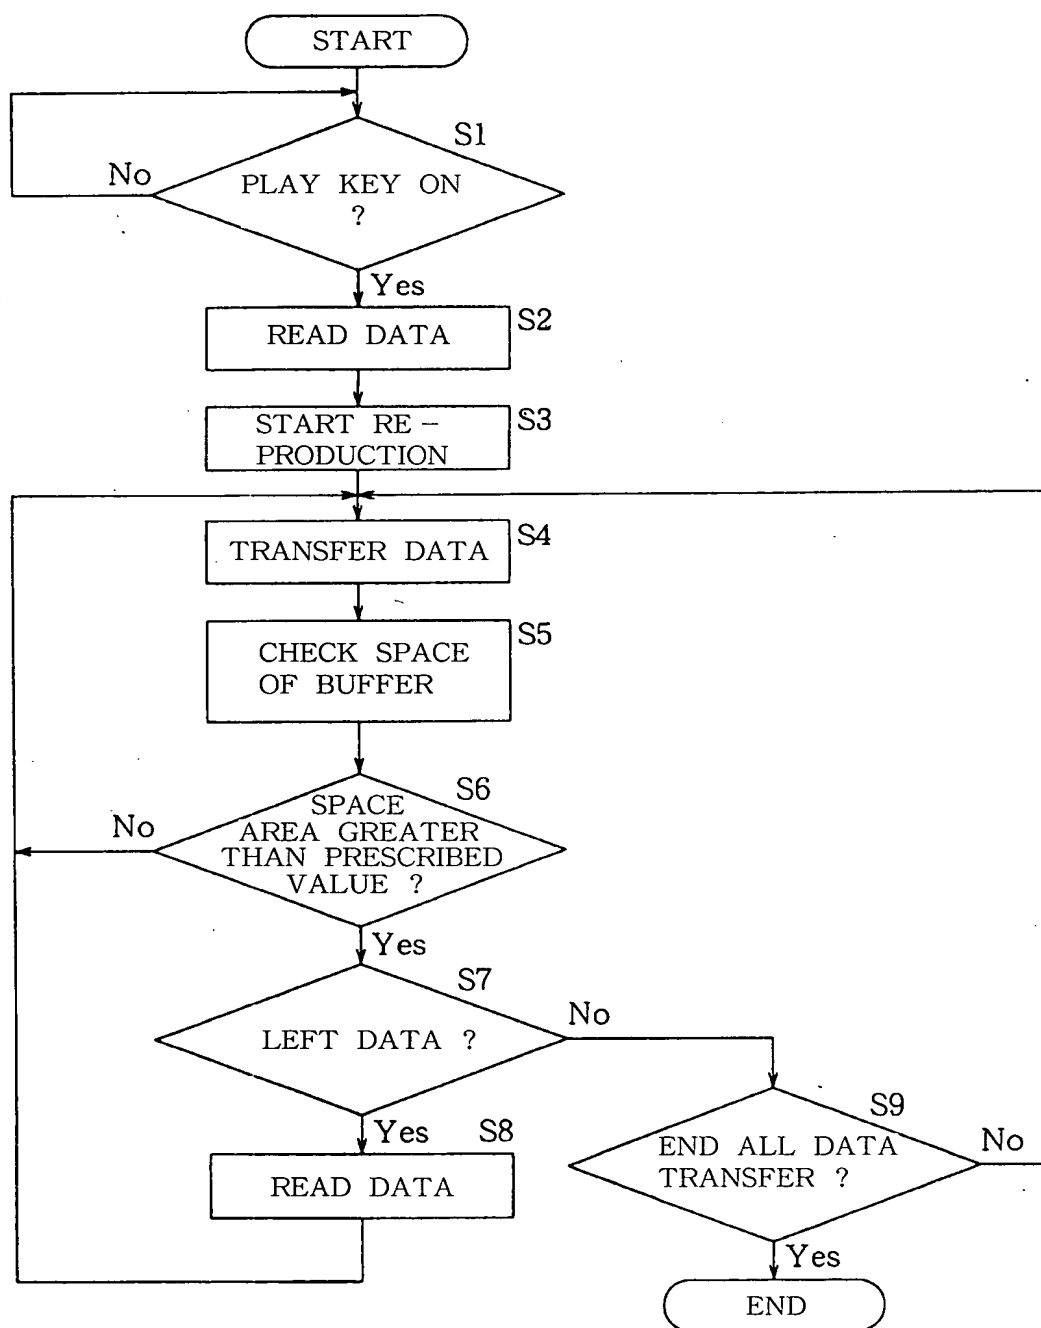 START
S1
No
PLAY KEY ON
?
Yes
S2
READ DATA
S3
START RE-
PRODUCTION
S4
TRANSFER DATA
S5
CHECK SPACE
OF BUFFER
S6
No
SPACE
AREA GREATER
THAN PRESCRIBED
VALUE ?
Yes
S7
No
LEFT DATA ?
Yes
S8
READ DATA
S9
No
END ALL DATA
TRANSFER ?
Yes
END